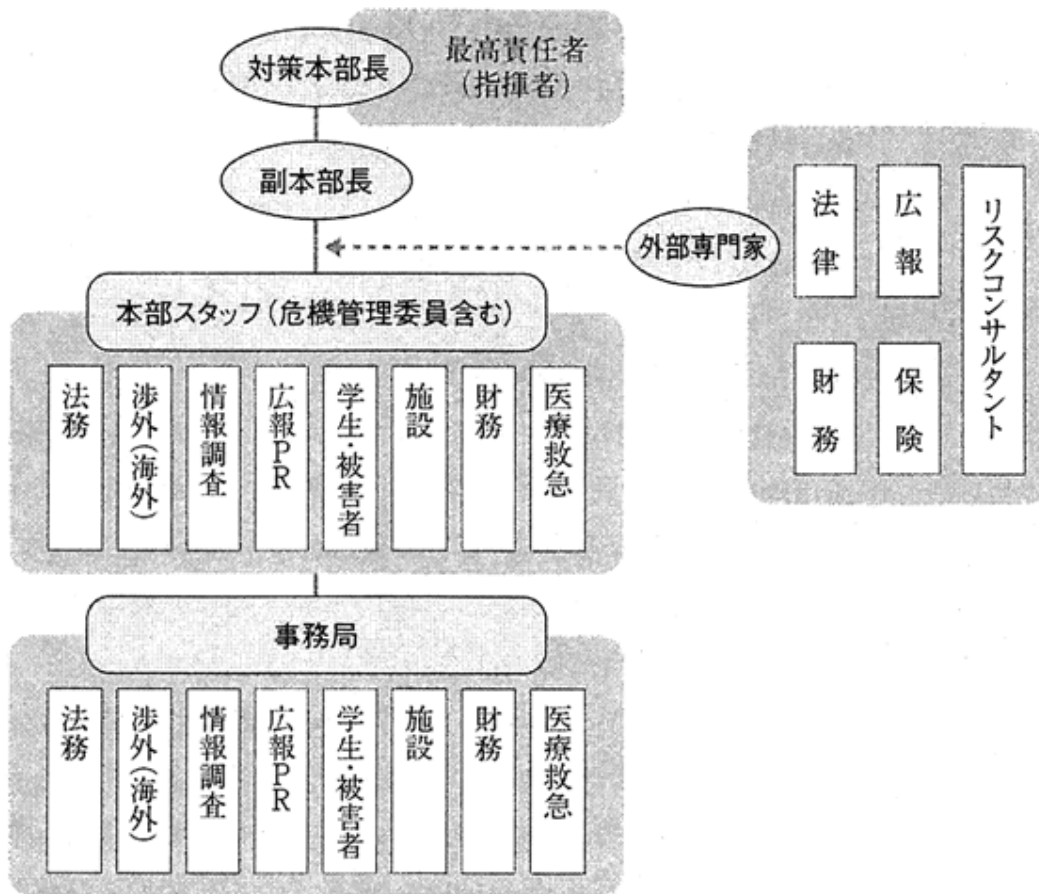 対策本部長
最高責任者
(指揮者)
副本部長
外部専門家
法律
広報
リスクコンサルタント
財務
保険
本部スタッフ(危機管理委員含む)
法務
渉外(海外)
情報調査
広報PR
学生・被害者
施設
財務
医療救急
事務局
法務
渉外(海外)
情報調査
広報PR
学生・被害者
施設
財務
医療救急